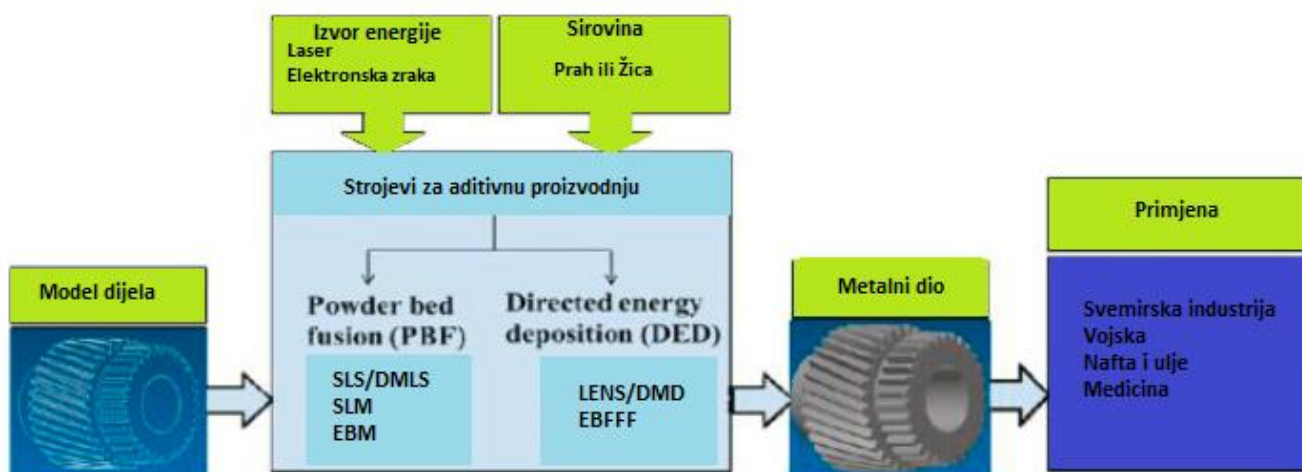 Izvor energije
Laser
Elektronska zraka
Sirovina
Prah ili Žica
Strojevi za aditivnu proizvodnju
Model dijela
Powder bed
fusion (PBF)
SLS/DMLS
SLM
EBM
Directed energy
deposition (DED)
LENS/DMD
EBFFF
Metalni dio
Primjena
Svemirska industrija
Vojska
Nafta i ulje
Medicina